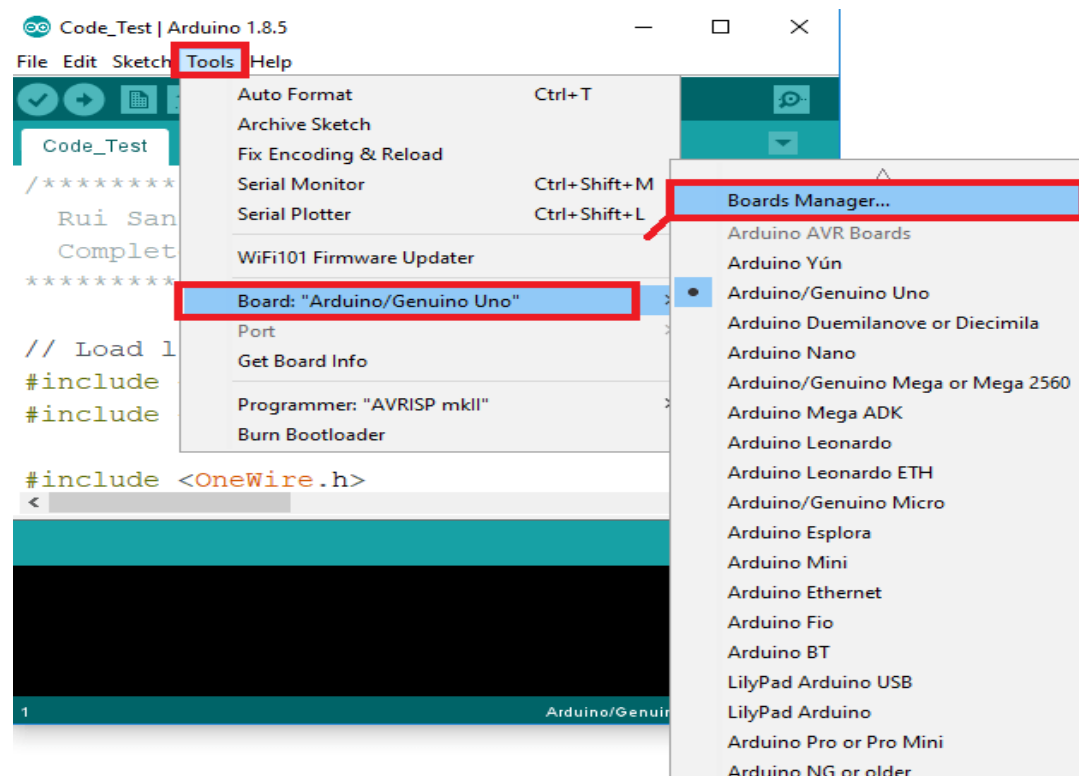 Code_Test | Arduino 1.8.5
File Edit Sketch Tools Help
Auto Format Ctrl+T
Archive Sketch
Fix Encoding & Reload
Serial Monitor Ctrl+Shift+M
Serial Plotter Ctrl+Shift+L
WiFi101 Firmware Updater
Board: "Arduino/Genuino Uno"
Port
Get Board Info
Programmer: "AVRISP mkII"
Burn Bootloader
Code_Test
/********
Rui San
Complet
*********
// Load l
#include
#include
#include <OneWire.h>
1 Arduino/Genuin
Boards Manager...
Arduino AVR Boards
Arduino Yún
Arduino/Genuino Uno
Arduino Duemilanove or Diecimila
Arduino Nano
Arduino/Genuino Mega or Mega 2560
Arduino Mega ADK
Arduino Leonardo
Arduino Leonardo ETH
Arduino/Genuino Micro
Arduino Esplora
Arduino Mini
Arduino Ethernet
Arduino Fio
Arduino BT
LilyPad Arduino USB
LilyPad Arduino
Arduino Pro or Pro Mini
Arduino NG or older